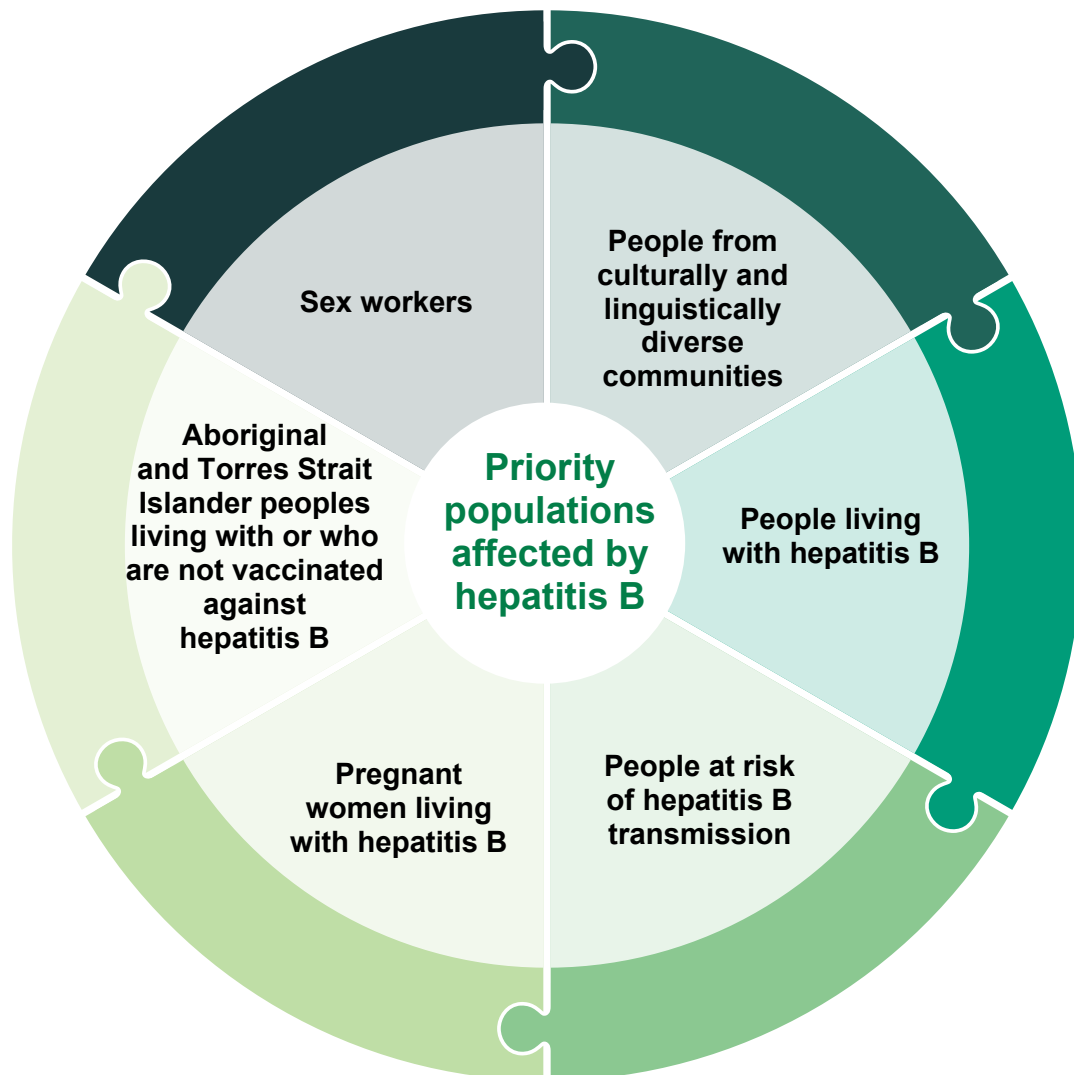 Priority
populations
affected by
hepatitis B
People from
culturally and
linguistically
diverse
communities
People living
with hepatitis B
People at risk
of hepatitis B
transmission
Pregnant
women living
with hepatitis B
Aboriginal
and Torres Strait
Islander peoples
living with or who
are not vaccinated
against
hepatitis B
Sex workers